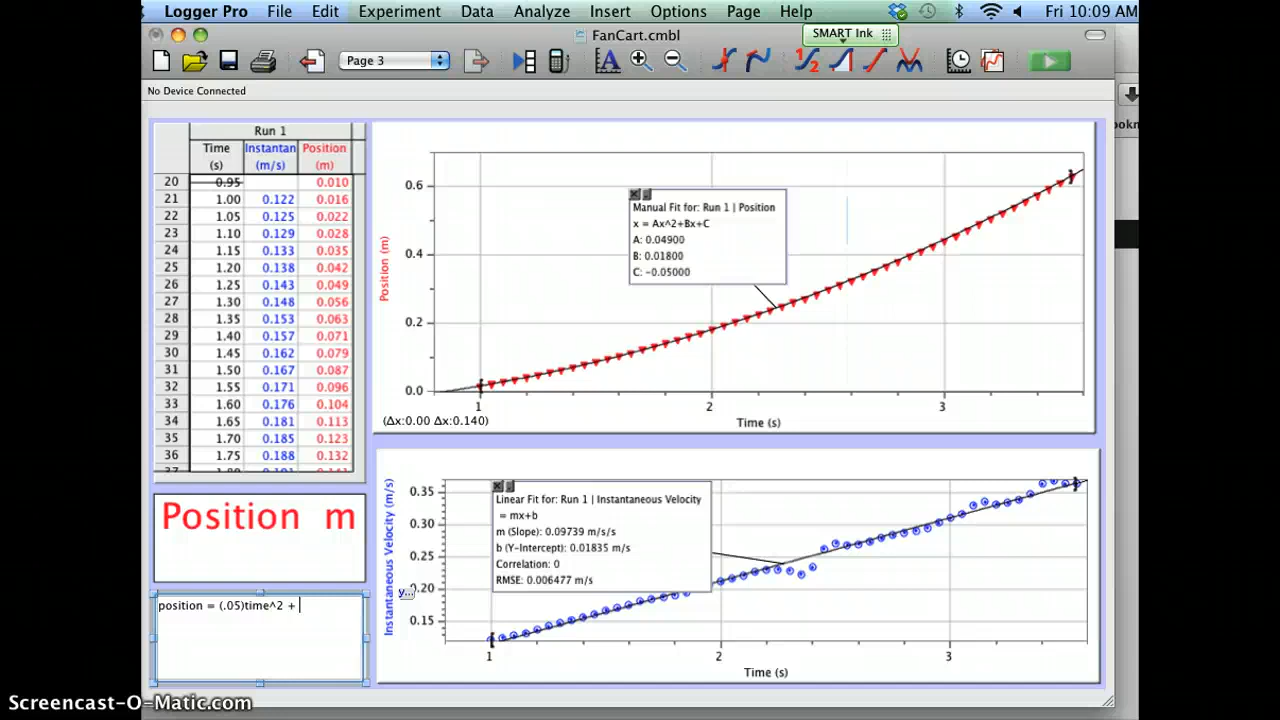 Logger Pro File Edit Experiment Data Analyze Insert Options Page Help Fri 10:09 AM
FanCart.cmbl
SMART Ink
Page 3
No Device Connected
Run 1
Time Instantan Position
(s) (m/s) (m)
20 0.95 0.010
21 1.00 0.122 0.016
22 1.05 0.125 0.022
23 1.10 0.129 0.028
24 1.15 0.133 0.035
25 1.20 0.138 0.042
26 1.25 0.143 0.049
27 1.30 0.148 0.056
28 1.35 0.153 0.063
29 1.40 0.157 0.071
30 1.45 0.162 0.079
31 1.50 0.167 0.087
32 1.55 0.171 0.096
33 1.60 0.176 0.104
34 1.65 0.181 0.113
35 1.70 0.185 0.123
36 1.75 0.188 0.132
Position m
position = (.05)time^2 +
Position (m)
0.6
0.4
0.2
0.0
Manual Fit for: Run 1 | Position
x = Ax^2+Bx+C
A: 0.04900
B: 0.01800
C: -0.05000
1 2 3
(Δx:0.00 Δx:0.140)
Time (s)
Instantaneous Velocity (m/s)
0.35
0.30
0.25
0.20
0.15
y...
Linear Fit for: Run 1 | Instantaneous Velocity
= mx+b
m (Slope): 0.09739 m/s/s
b (Y-Intercept): 0.01835 m/s
Correlation: 0
RMSE: 0.006477 m/s
1 2 3
Time (s)
Screencast-O-Matic.com